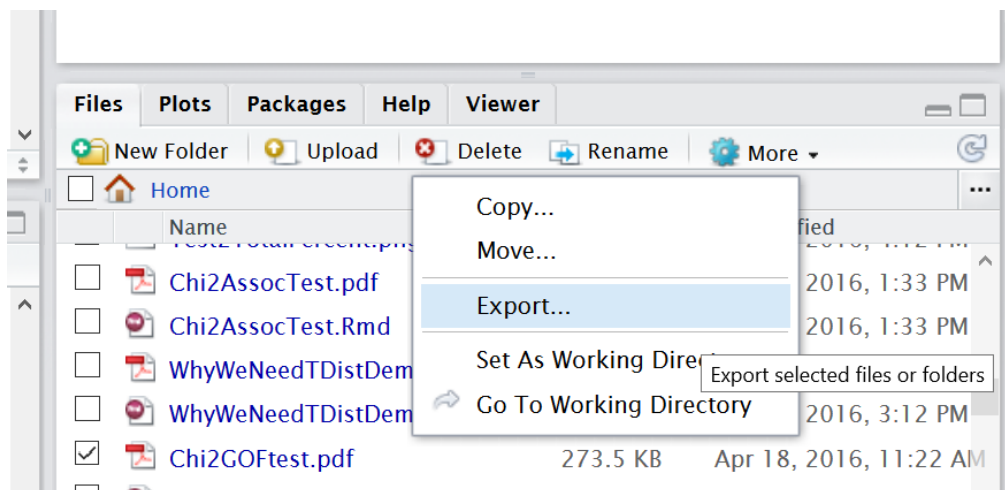 Files Plots Packages Help Viewer
New Folder Upload Delete Rename More
Home
Name
Copy...
Move...
Export...
Set As Working
Go To Working Directory
Export selected files or folders
Chi2AssocTest.pdf 2016, 1:33 PM
Chi2AssocTest.Rmd 2016, 1:33 PM
WhyWeNeedTDistDem
WhyWeNeedTDistDem 2016, 3:12 PM
Chi2GOFtest.pdf 273.5 KB Apr 18, 2016, 11:22 AM